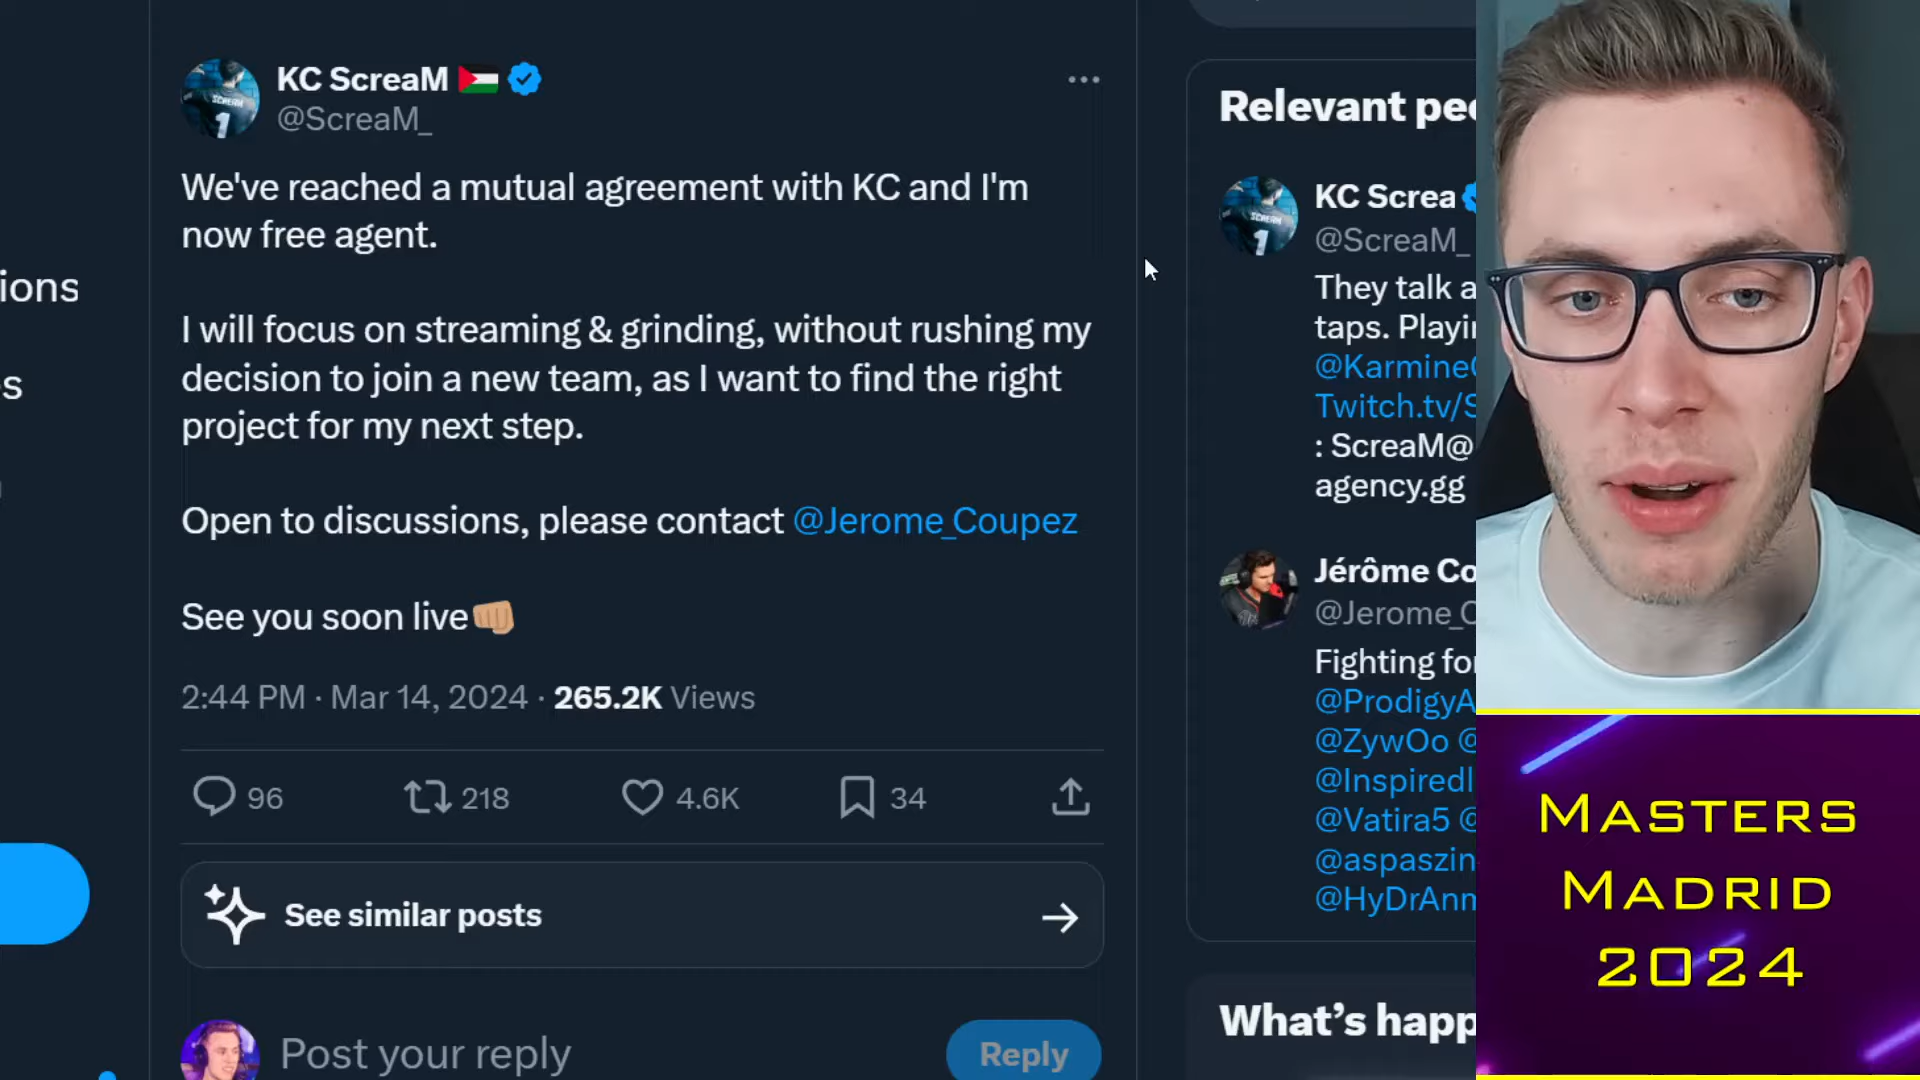 KC ScreaM
@ScreaM_
We've reached a mutual agreement with KC and I'm
now free agent.
I will focus on streaming & grinding, without rushing my
decision to join a new team, as I want to find the right
project for my next step.
Open to discussions, please contact @Jerome_Coupez
See you soon live
2:44 PM · Mar 14, 2024 · 265.2K Views
96
218
4.6K
34
See similar posts
Post your reply
Reply
ions
s
SCREAM
1
Relevant peo
KC Screa
@ScreaM_
They talk a
taps. Playi
@Karmine
Twitch.tv/S
: ScreaM@
agency.gg
Jérôme Co
@Jerome_C
Fighting fo
@ProdigyA
@ZywOo @
@Inspiredl
@Vatira5 @
@aspaszin
@HyDrAn
What's happ
MASTERS
MADRID
2024